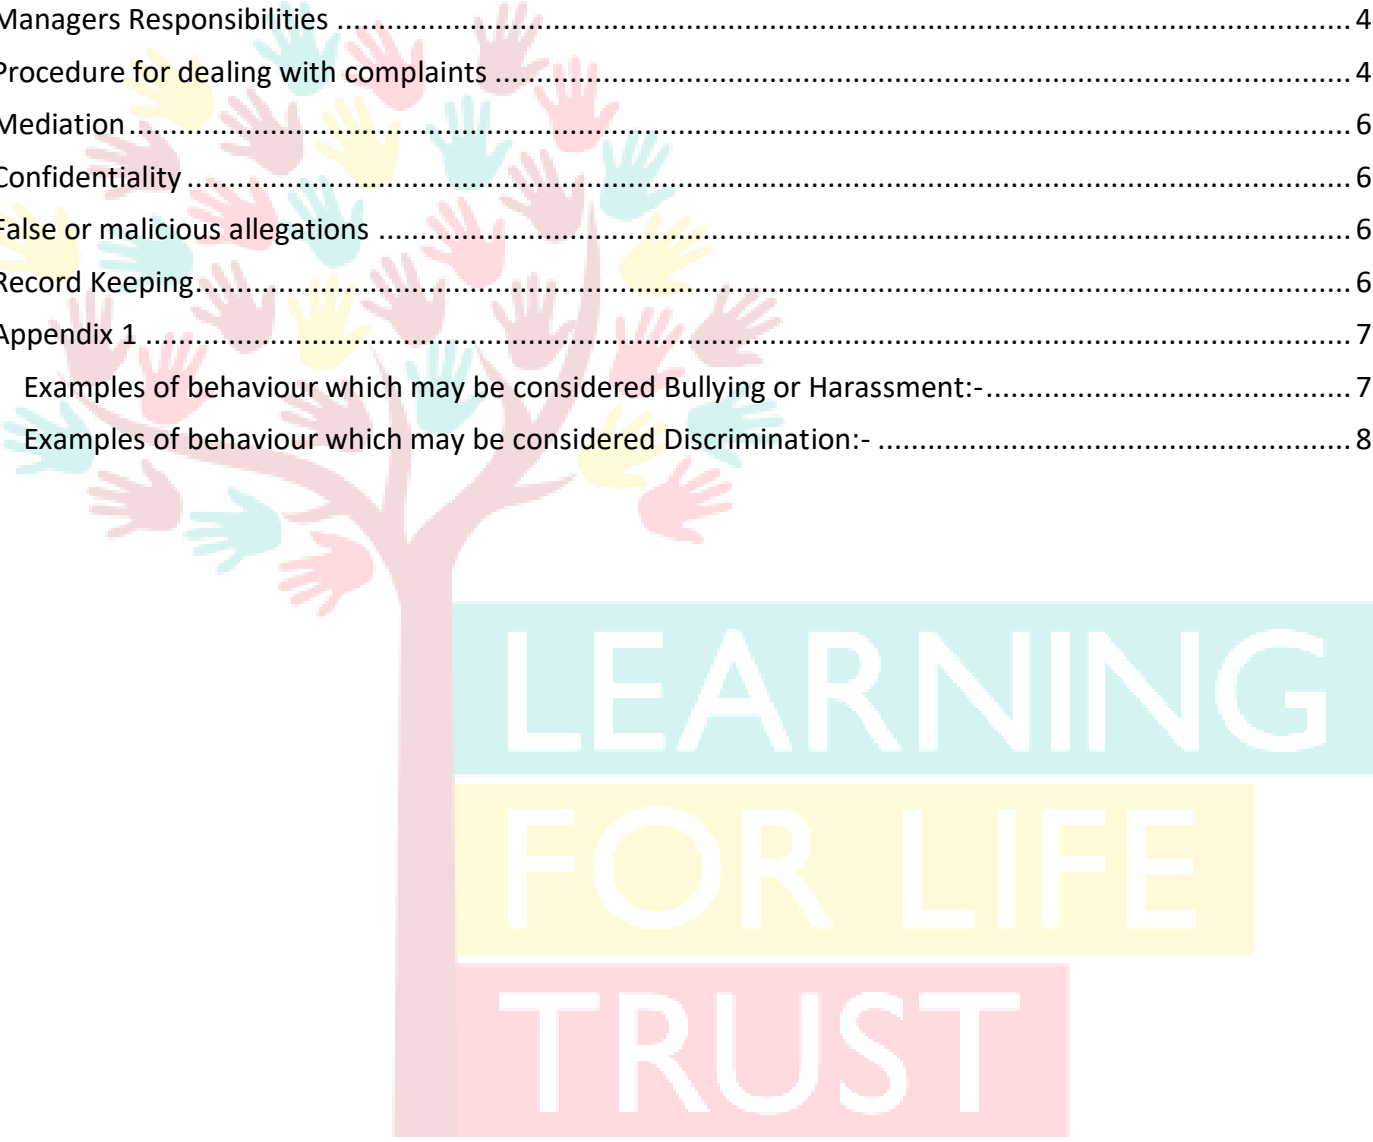 Managers Responsibilities ........................................................................................................................ 4
Procedure for dealing with complaints ........................................................................................................ 4
Mediation ........................................................................................................................ 6
Confidentiality ........................................................................................................................ 6
False or malicious allegations ........................................................................................................................ 6
Record Keeping ........................................................................................................................ 6
Appendix 1 ........................................................................................................................ 7
Examples of behaviour which may be considered Bullying or Harassment:- ............................................... 7
Examples of behaviour which may be considered Discrimination:- ............................................................ 8
LEARNING
FOR LIFE
TRUST